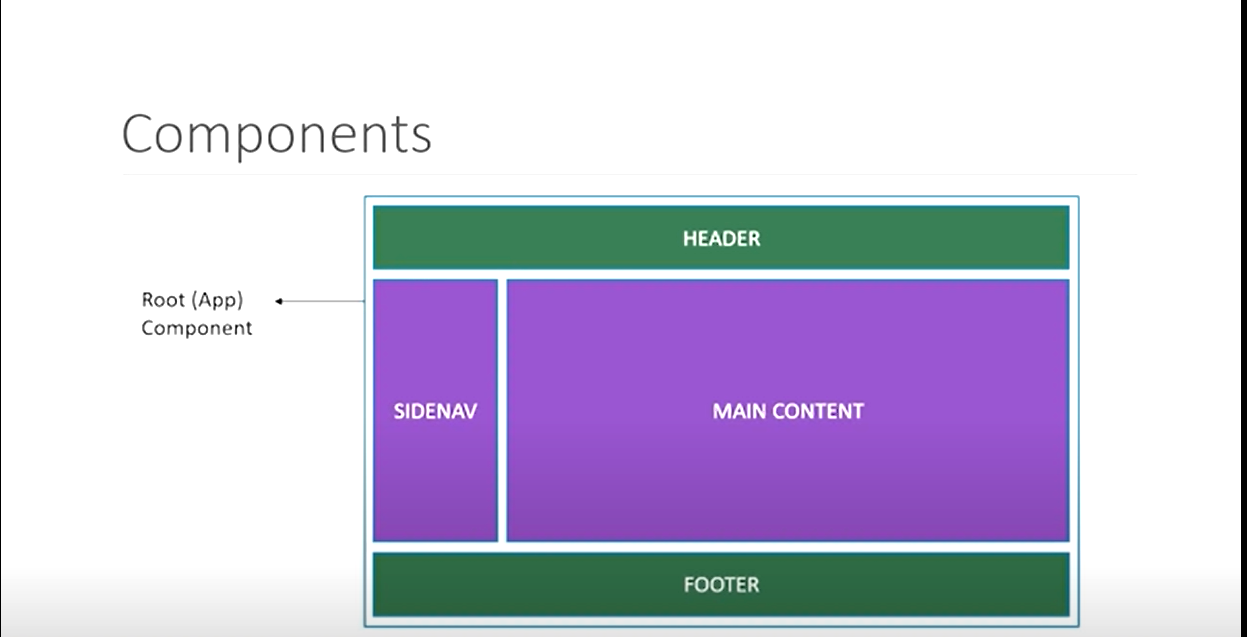 Components
HEADER
Root (App)
Component
SIDENAV
MAIN CONTENT
FOOTER